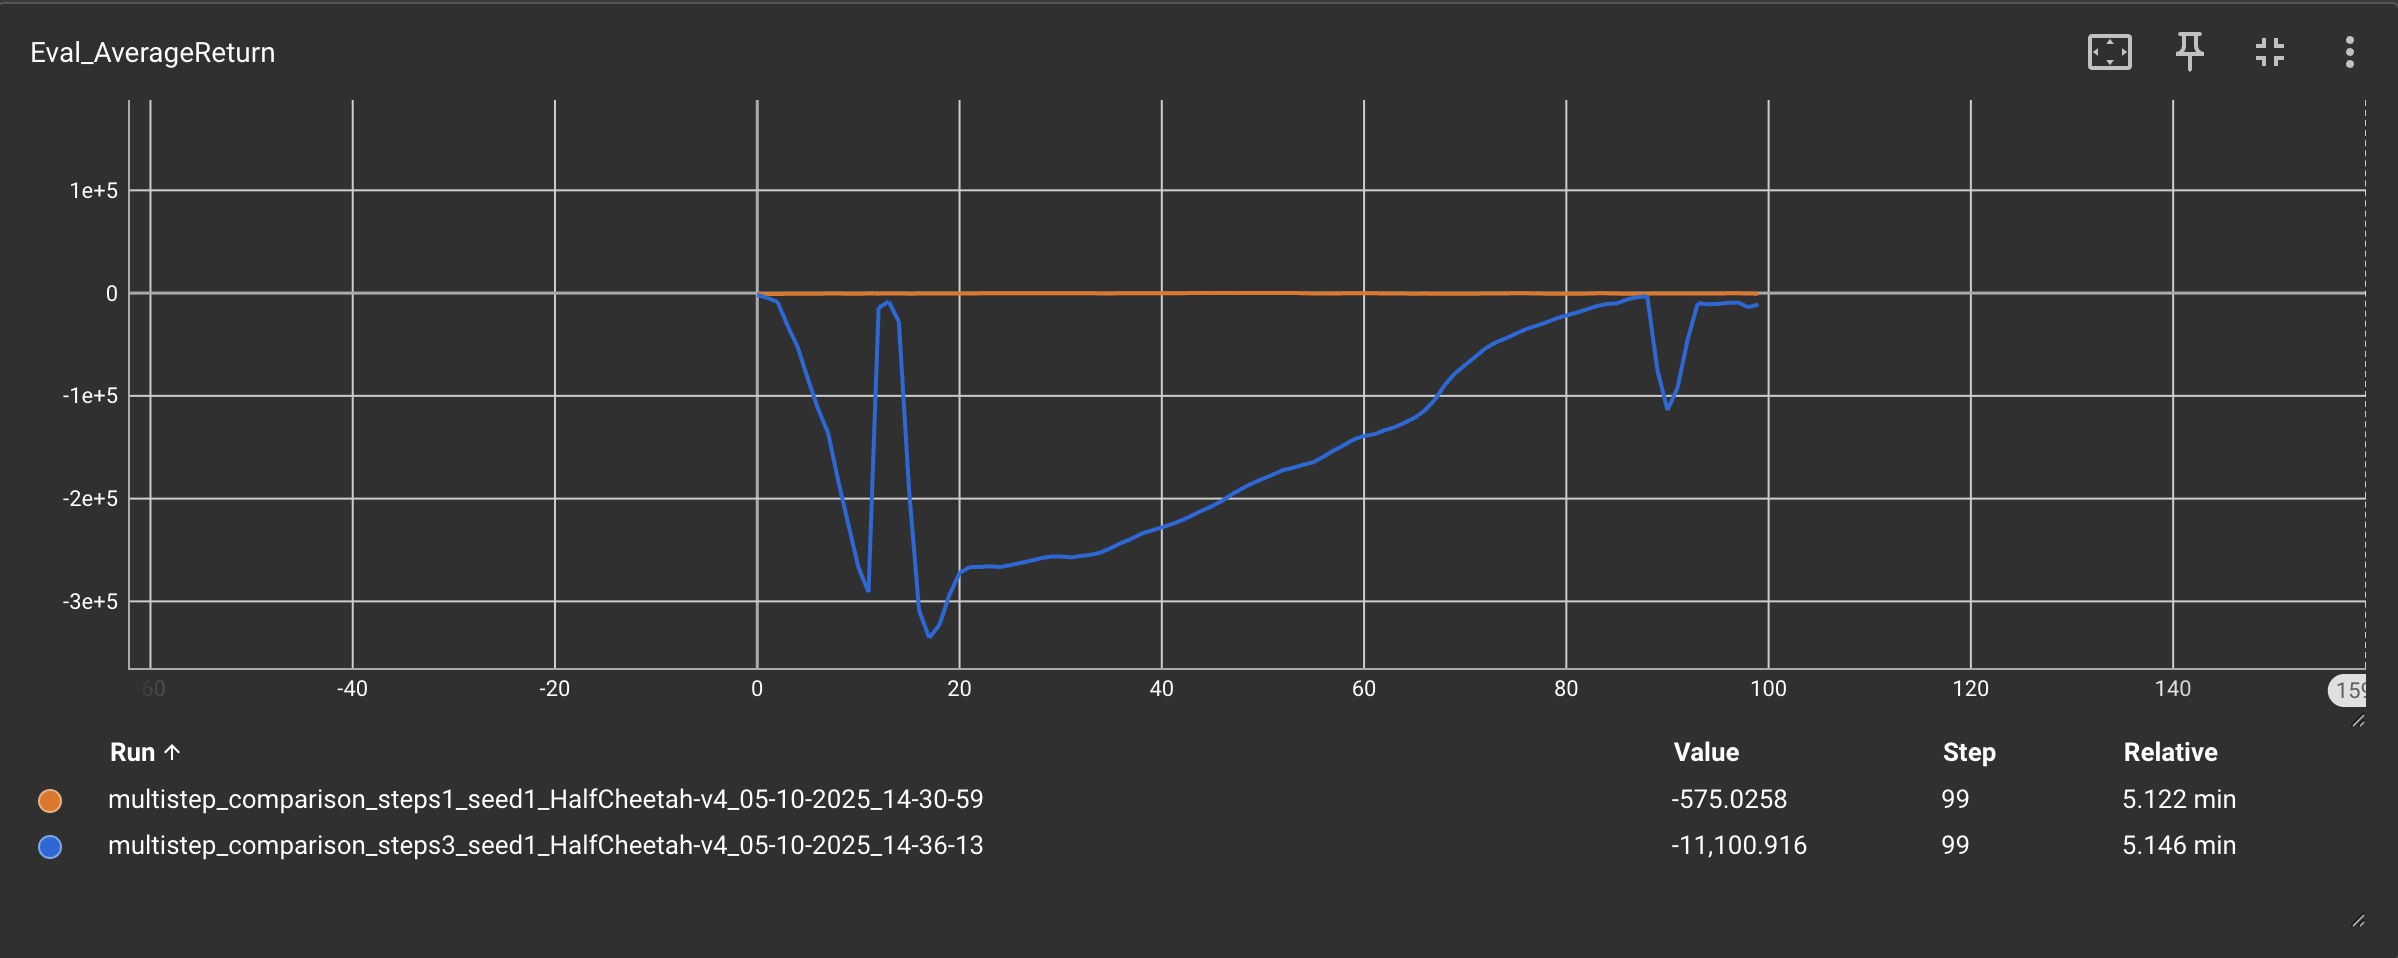 Eval_AverageReturn
1e+5
0
-1e+5
-2e+5
-3e+5
-60 -40 -20 0 20 40 60 80 100 120 140 159
Run ↑ Value Step Relative
multistep_comparison_steps1_seed1_HalfCheetah-v4_05-10-2025_14-30-59 -575.0258 99 5.122 min
multistep_comparison_steps3_seed1_HalfCheetah-v4_05-10-2025_14-36-13 -11,100.916 99 5.146 min